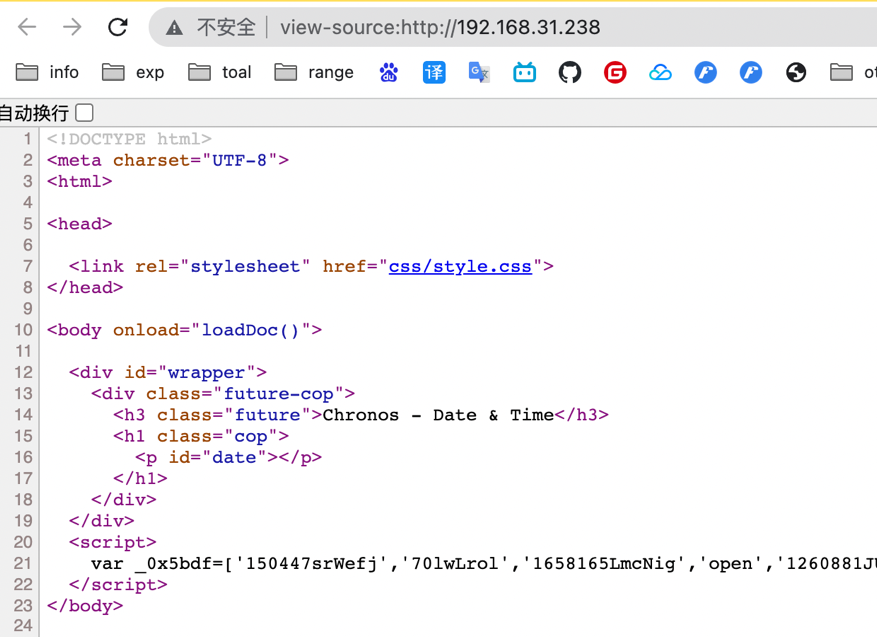 不安全 view-source:http://192.168.31.238
info exp toal range 译
自动换行
1 <!DOCTYPE html>
2 <meta charset="UTF-8">
3 <html>
4
5 <head>
6
7 <link rel="stylesheet" href="css/style.css">
8 </head>
9
10 <body onload="loadDoc()">
11
12 <div id="wrapper">
13 <div class="future-cop">
14 <h3 class="future">Chronos - Date & Time</h3>
15 <h1 class="cop">
16 <p id="date"></p>
17 </h1>
18 </div>
19 </div>
20 <script>
21 var _0x5bdf=['150447srWefj','70lwLrol','1658165LmcNig','open','1260881JU
22 </script>
23 </body>
24